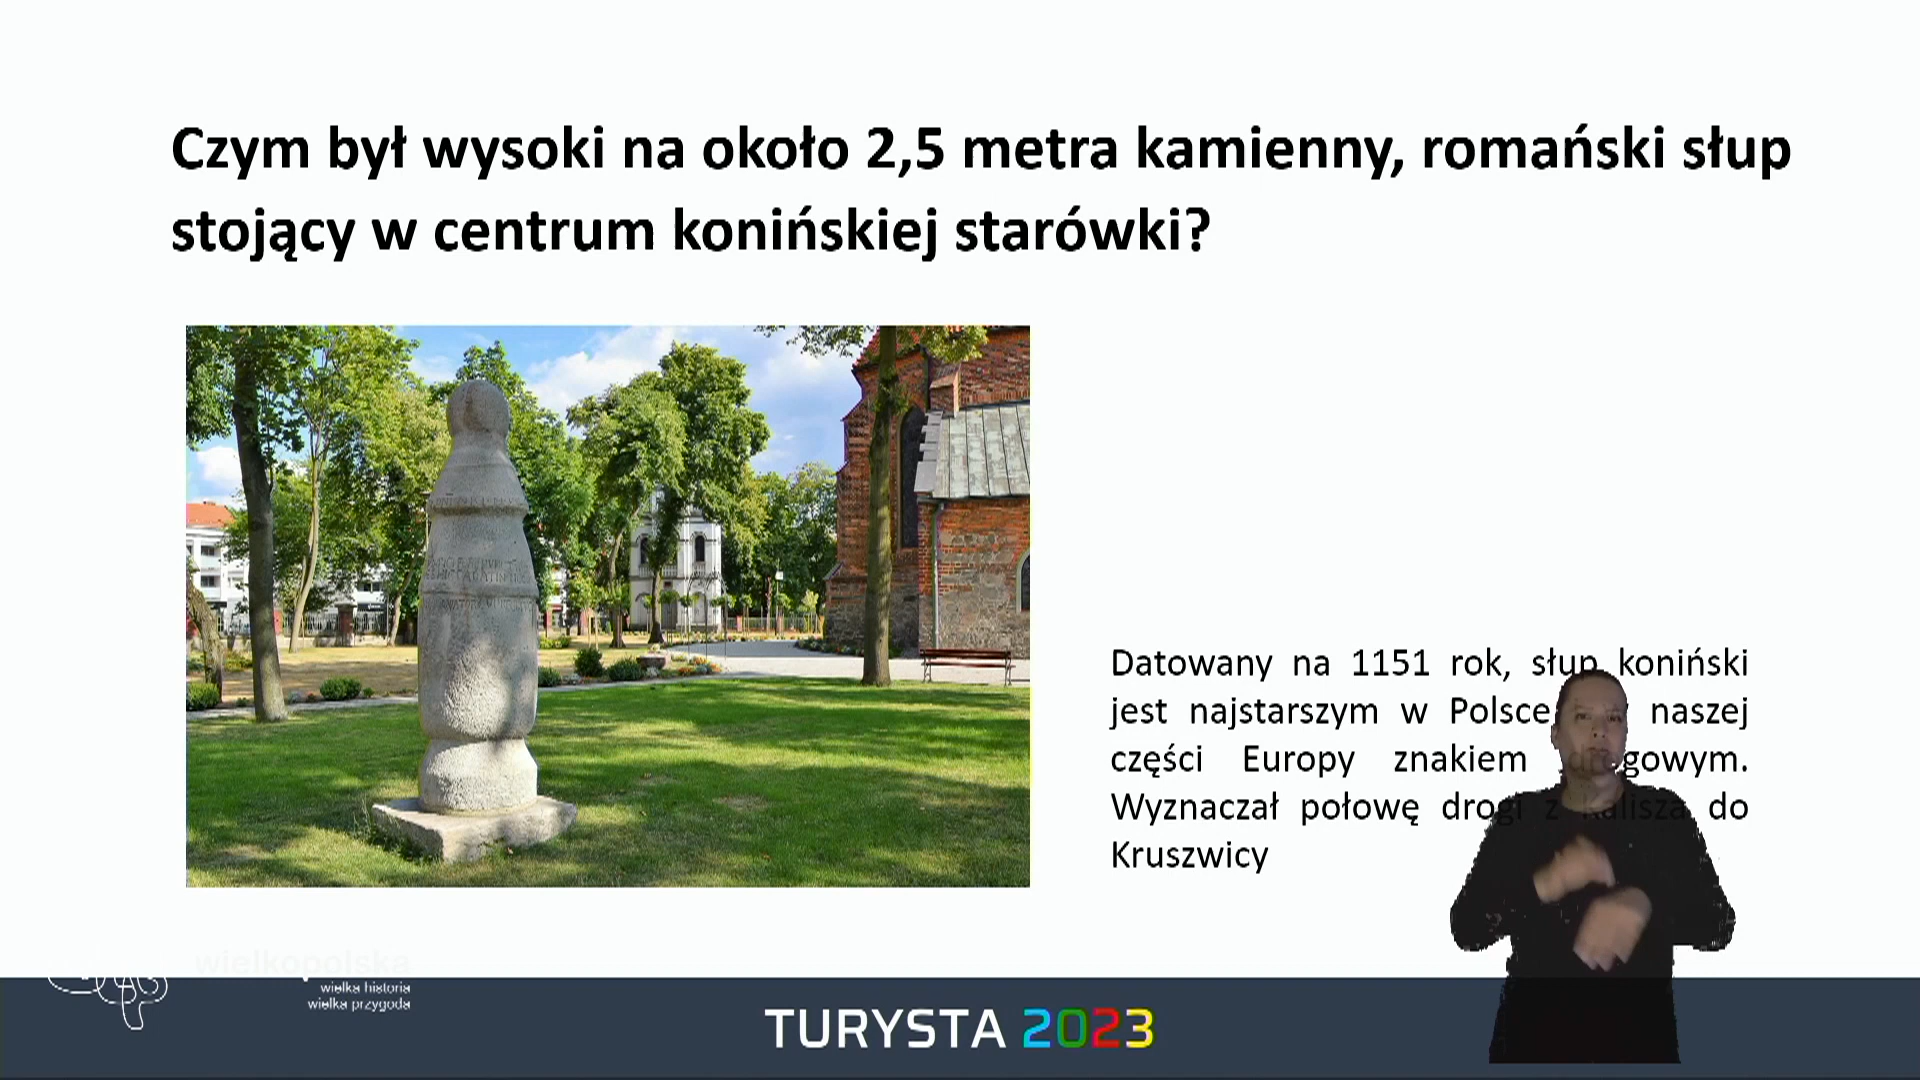 Czym był wysoki na około 2,5 metra kamienny, romański słup
stojący w centrum konińskiej starówki?
Datowany na 1151 rok, słup koniński
jest najstarszym w Polsce naszej
części Europy znakiem drogowym.
Wyznaczał połowę drogi z Kalisza do
Kruszwicy
wielkopolska
wielka historia
wielka przygoda
TURYSTA 2023